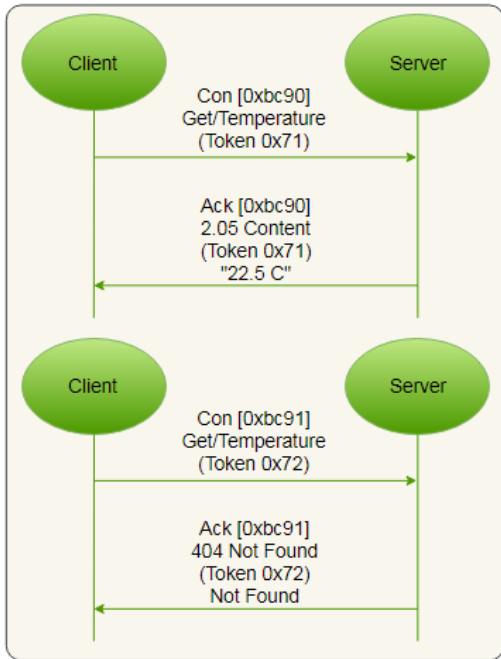 Client
Server
Con [0xbc90]
Get/Temperature
(Token 0x71)
Ack [0xbc90]
2.05 Content
(Token 0x71)
"22.5 C"
Client
Server
Con [0xbc91]
Get/Temperature
(Token 0x72)
Ack [0xbc91]
404 Not Found
(Token 0x72)
Not Found